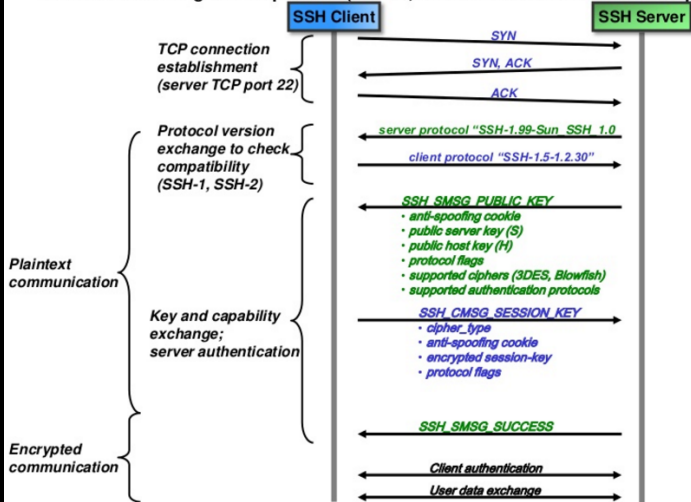 SSH Client
SSH Server
SYN
TCP connection
establishment
(server TCP port 22)
SYN, ACK
ACK
Protocol version
exchange to check
compatibility
(SSH-1, SSH-2)
server protocol “SSH-1.99-Sun_SSH_1.0
client protocol “SSH-1.5-1.2.30”
SSH_SMSG_PUBLIC_KEY
• anti-spoofing cookie
• public server key (S)
• public host key (H)
• protocol flags
• supported ciphers (3DES, Blowfish)
• supported authentication protocols
Plaintext
communication
Key and capability
exchange;
server authentication
SSH_CMSG_SESSION_KEY
• cipher_type
• anti-spoofing cookie
• encrypted session-key
• protocol flags
SSH_SMSG_SUCCESS
Encrypted
communication
Client authentication
User data exchange